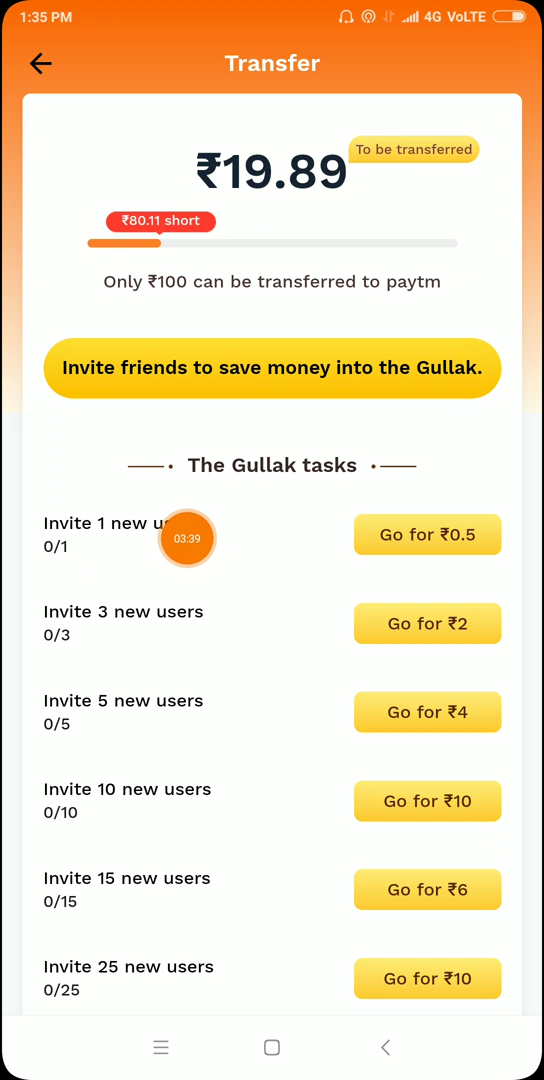 1:35 PM 4G VoLTE
Transfer
To be transferred
₹19.89
₹80.11 short
Only ₹100 can be transferred to paytm
Invite friends to save money into the Gullak.
The Gullak tasks
Invite 1 new
0/1
03:39
Go for ₹0.5
Invite 3 new users
0/3
Go for ₹2
Invite 5 new users
0/5
Go for ₹4
Invite 10 new users
0/10
Go for ₹10
Invite 15 new users
0/15
Go for ₹6
Invite 25 new users
0/25
Go for ₹10